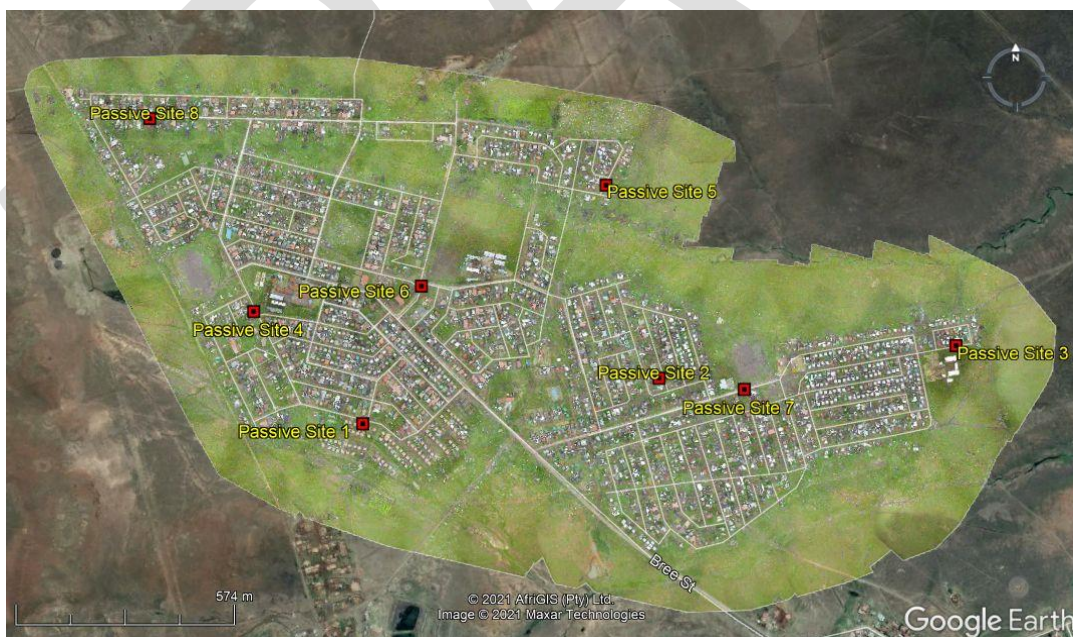 N
Passive Site 8
Passive Site 5
Passive Site 6
Passive Site 4
Passive Site 3
Passive Site 2
Passive Site 7
Passive Site 1
Bree St
574 m
© 2021 AfriGIS (Pty) Ltd.
Image © 2021 Maxar Technologies
Google Earth